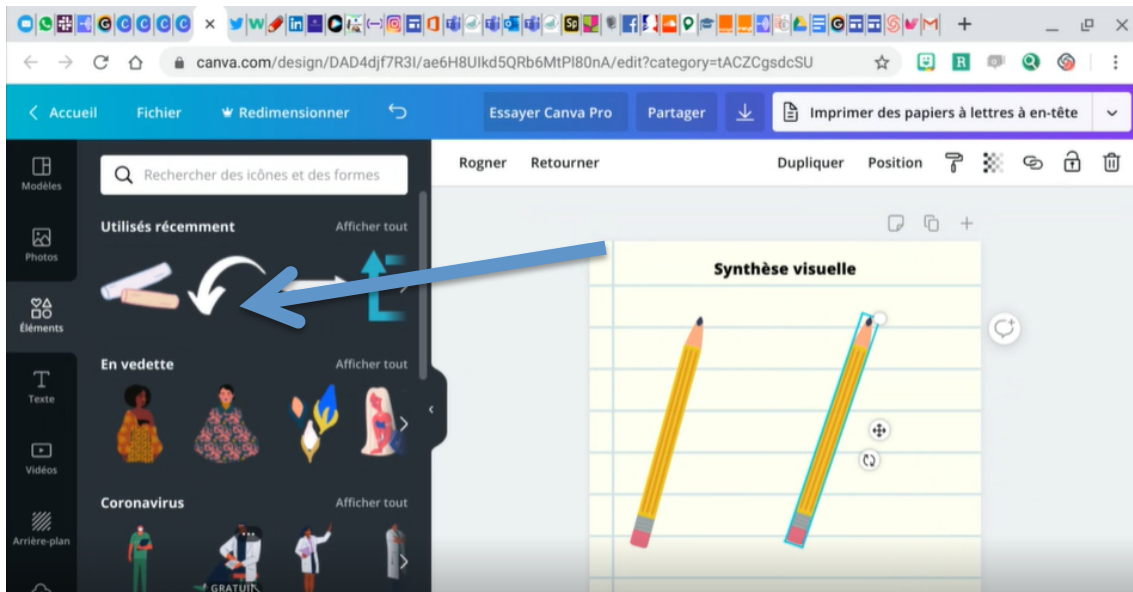 canva.com/design/DAD4djf7R3I/ae6H8UIkd5QRb6MtPl80nA/edit?category=tACZCgsdcSU
Accueil Fichier Redimensionner Essayer Canva Pro Partager Imprimer des papiers à lettres à en-tête
Rogner Retourner Dupliquer Position
Modèles
Photos
Éléments
Texte
Vidéos
Arrière-plan
Rechercher des icônes et des formes
Utilisés récemment Afficher tout
En vedette Afficher tout
Coronavirus Afficher tout
GRATUIT
Synthèse visuelle